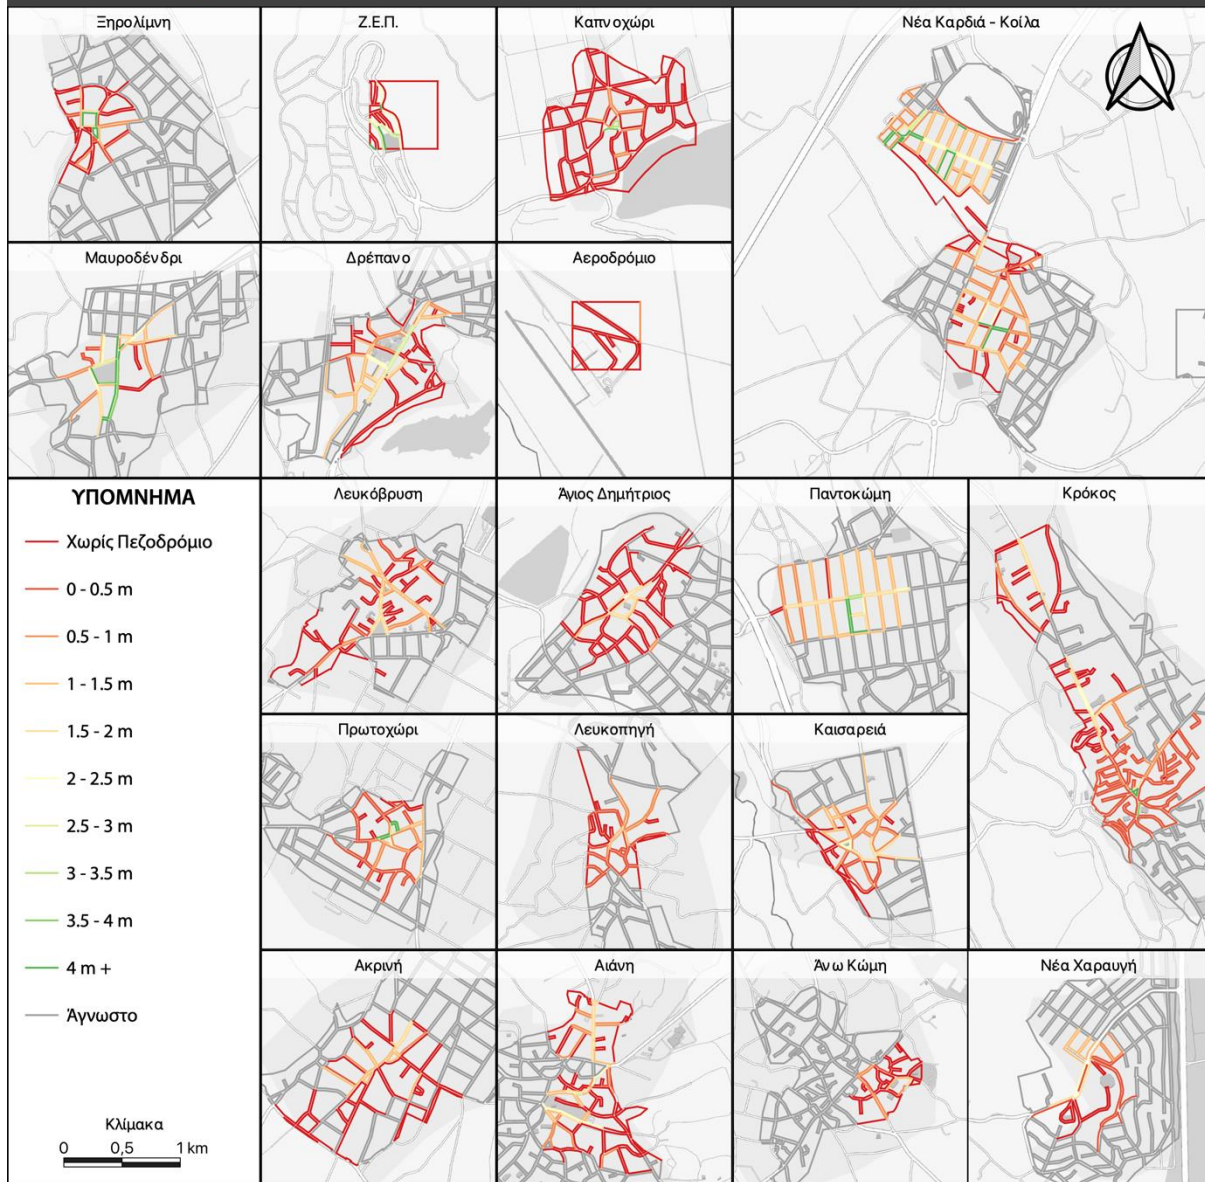 Ξηρολίμνη
Ζ.Ε.Π.
Καπνοχώρι
Νέα Καρδιά - Κοίλα
Μαυροδένδρι
Δρέπανο
Αεροδρόμιο
ΥΠΟΜΝΗΜΑ
Χωρίς Πεζοδρόμιο
0 - 0.5 m
0.5 - 1 m
1 - 1.5 m
1.5 - 2 m
2 - 2.5 m
2.5 - 3 m
3 - 3.5 m
3.5 - 4 m
4 m +
Άγνωστο
Κλίμακα
0 0,5 1 km
Λευκόβρυση
Άγιος Δημήτριος
Παντοκώμη
Κρόκος
Πρωτοχώρι
Λευκοπηγή
Καισαρειά
Ακρινή
Αιάνη
Άνω Κώμη
Νέα Χαραυγή